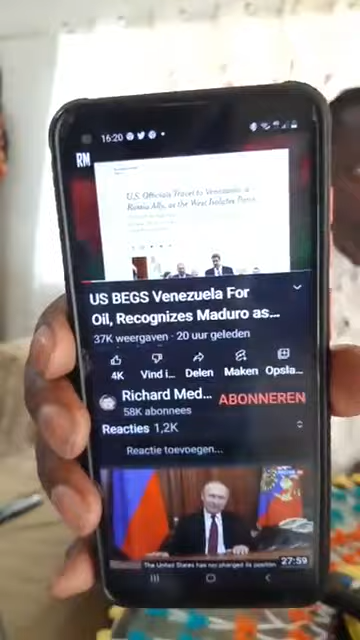 16:20
RM
U.S. Officials Travel to Venezuela, a
Russia Ally, as the West Isolates Putin
US BEGS Venezuela For
Oil, Recognizes Maduro as...
37K weergaven · 20 uur geleden
4K
Vind i...
Delen
Maken
Opsla...
Richard Med...
58K abonnees
ABONNEREN
Reacties 1,2K
Reactie toevoegen...
The United States has not changed its position
27:59